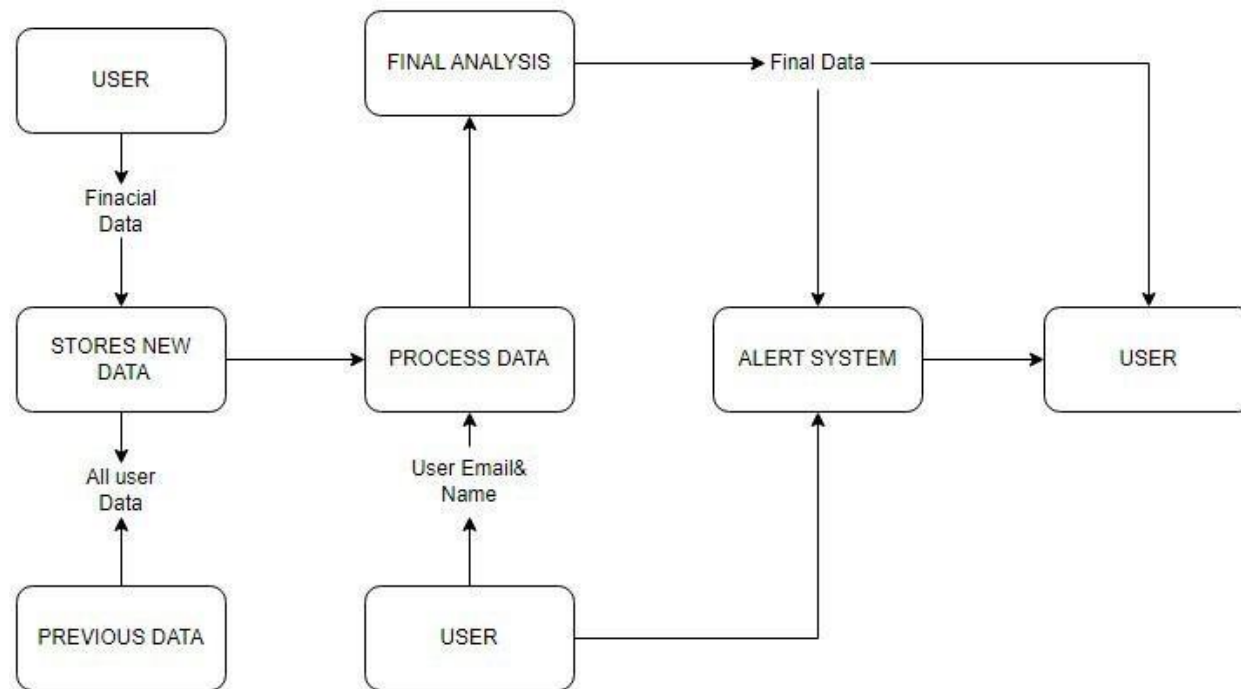 USER
FINAL ANALYSIS
Final Data
Finacial
Data
STORES NEW
DATA
PROCESS DATA
ALERT SYSTEM
USER
All user
Data
User Email&
Name
PREVIOUS DATA
USER